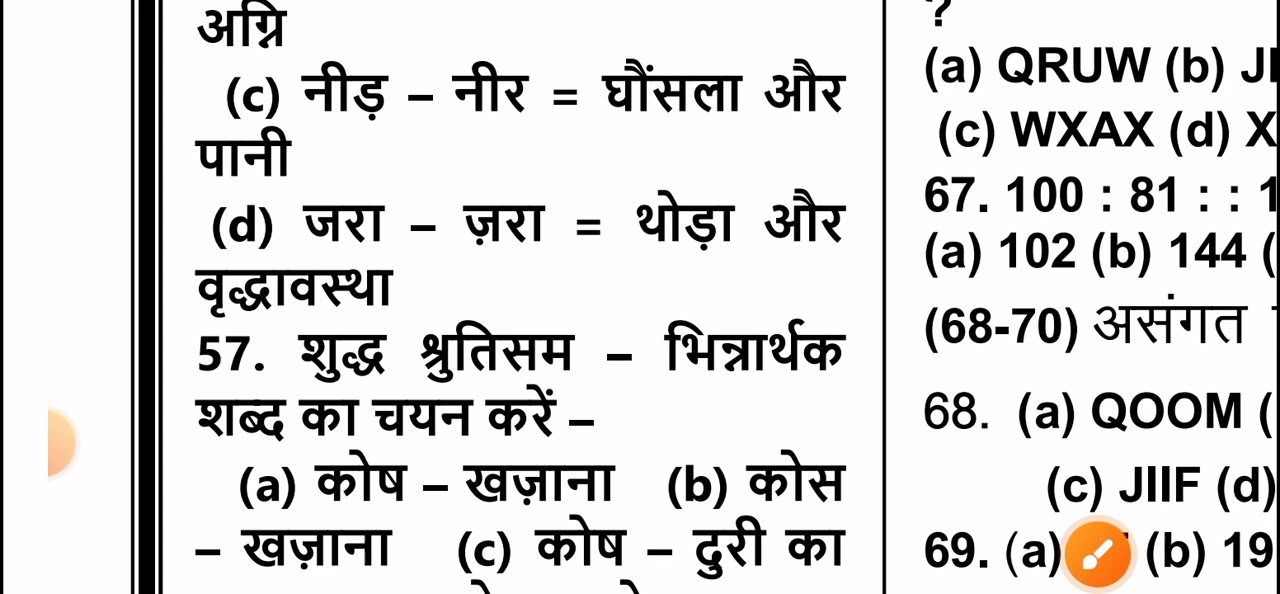 अग्नि
(c) नीड़ – नीर = घौंसला और
पानी
(d) जरा – ज़रा = थोड़ा और
वृद्धावस्था
57. शुद्ध श्रुतिसम – भिन्नार्थक
शब्द का चयन करें –
(a) कोष – खज़ाना (b) कोस
– खज़ाना (c) कोष – दुरी का
?
(a) QRUW (b)
(c) WXAX (d)
67. 100 : 81 : :
(a) 102 (b) 144 (
(68-70) असंगत
68. (a) QOOM (
(c) JIIF (d)
69. (a) (b) 19